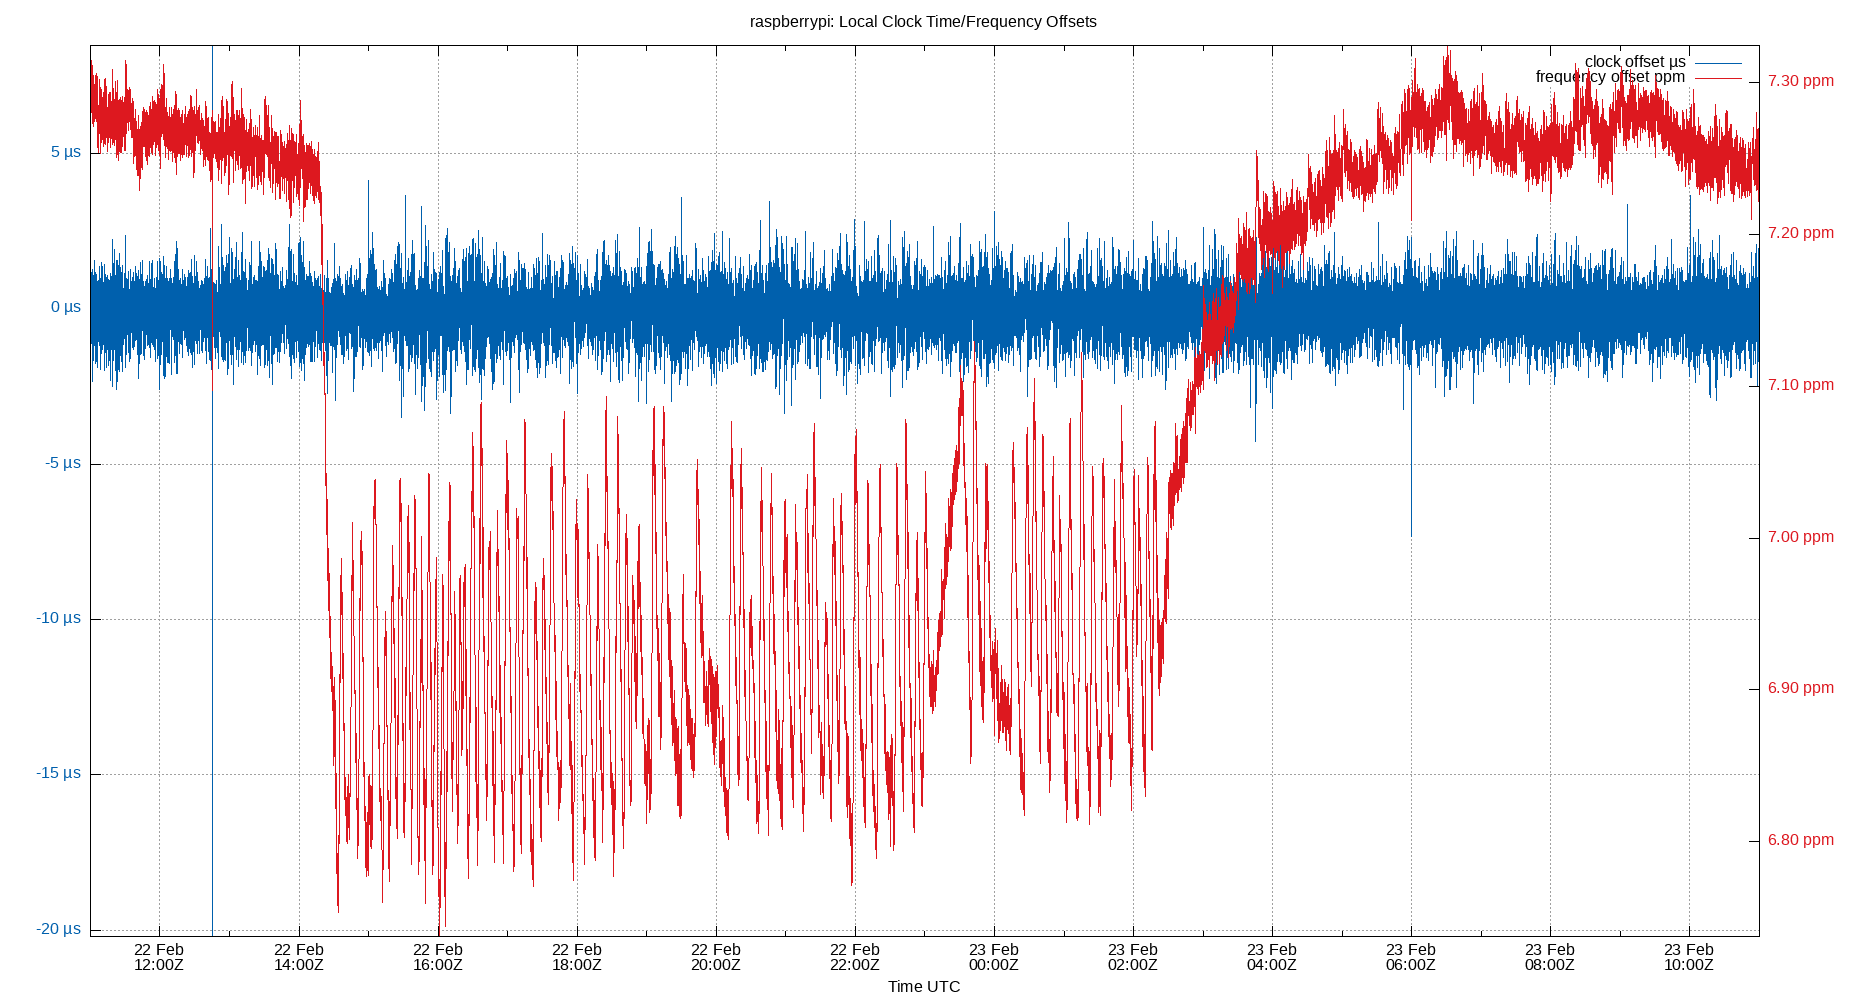 raspberrypi: Local Clock Time/Frequency Offsets
clock offset µs
frequency offset ppm
5 µs
0 µs
-5 µs
-10 µs
-15 µs
-20 µs
7.30 ppm
7.20 ppm
7.10 ppm
7.00 ppm
6.90 ppm
6.80 ppm
22 Feb
12:00Z
22 Feb
14:00Z
22 Feb
16:00Z
22 Feb
18:00Z
22 Feb
20:00Z
22 Feb
22:00Z
23 Feb
00:00Z
23 Feb
02:00Z
23 Feb
04:00Z
23 Feb
06:00Z
23 Feb
08:00Z
23 Feb
10:00Z
Time UTC